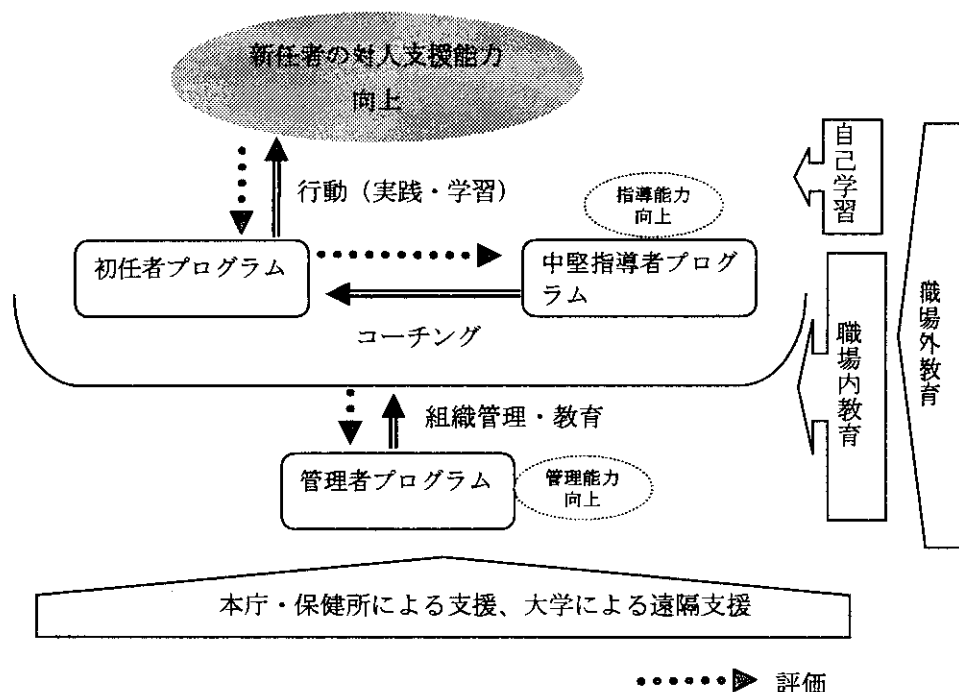 新任者の対人支援能力
向上
行動（実践・学習）
指導能力
向上
自己学習
初任者プログラム
中堅指導者プログ
ラム
コーチング
職場内教育
職場外教育
組織管理・教育
管理者プログラム
管理能力
向上
本庁・保健所による支援、大学による遠隔支援
評価